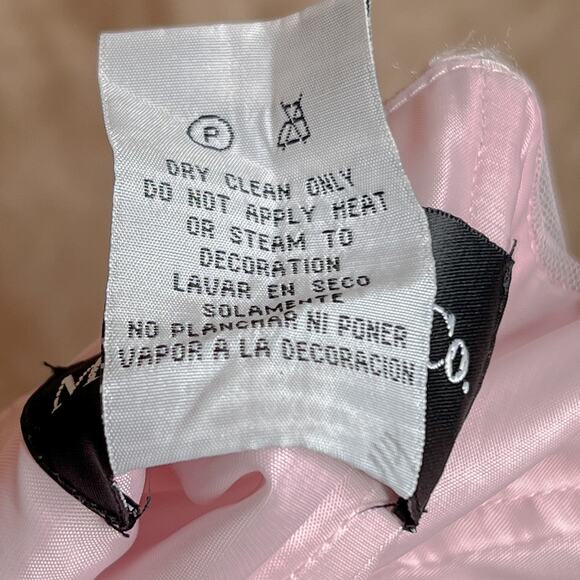 P
DRY CLEAN ONLY
DO NOT APPLY HEAT
OR STEAM TO
DECORATION
LAVAR EN SECO
SOLAMENTE
NO PLANCHAR NI PONER
VAPOR A LA DECORACION
Co.